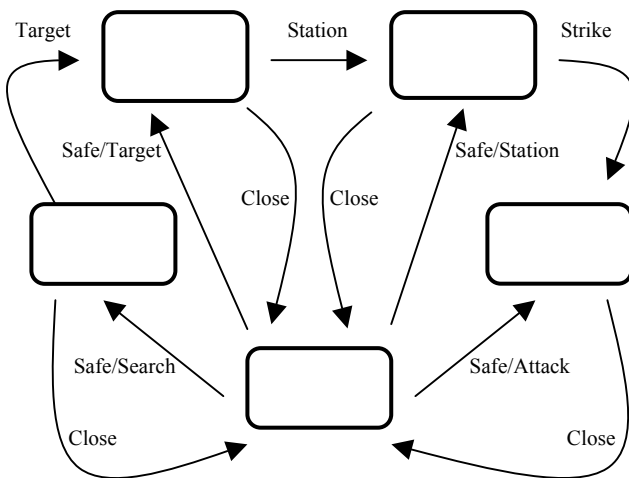 Target
Station
Strike
Safe/Target
Safe/Station
Close
Close
Safe/Search
Safe/Attack
Close
Close